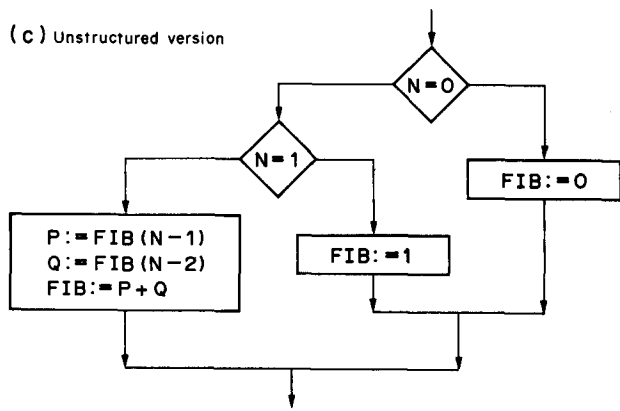 (c) Unstructured version
N=0
N=1
FIB:=0
P:=FIB(N-1)
Q:=FIB(N-2)
FIB:=P+Q
FIB:=1